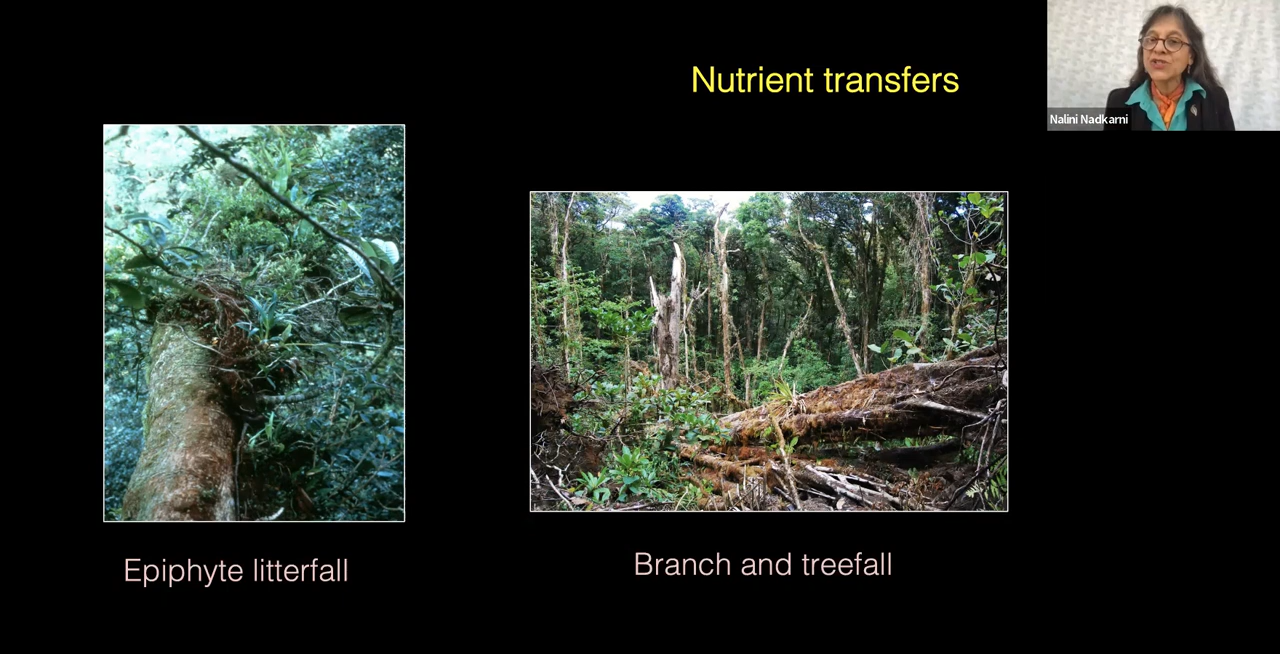 Nutrient transfers
Nalini Nadkarni
Epiphyte litterfall
Branch and treefall